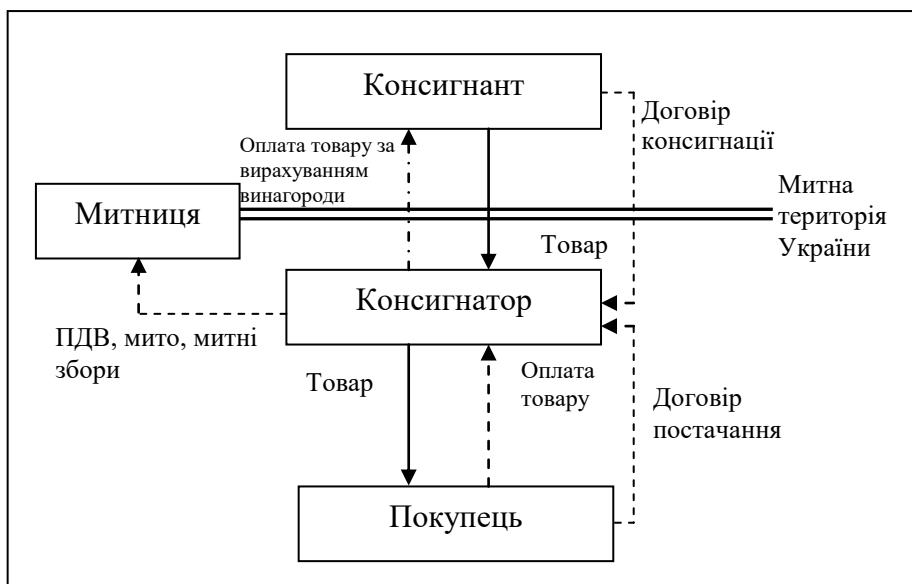 Консигнант
Договір
консигнації
Оплата товару за
вирахуванням
винагороди
Митниця
Митна
територія
України
Товар
Консигнатор
ПДВ, мито, митні
збори
Товар
Оплата
товару
Договір
постачання
Покупець